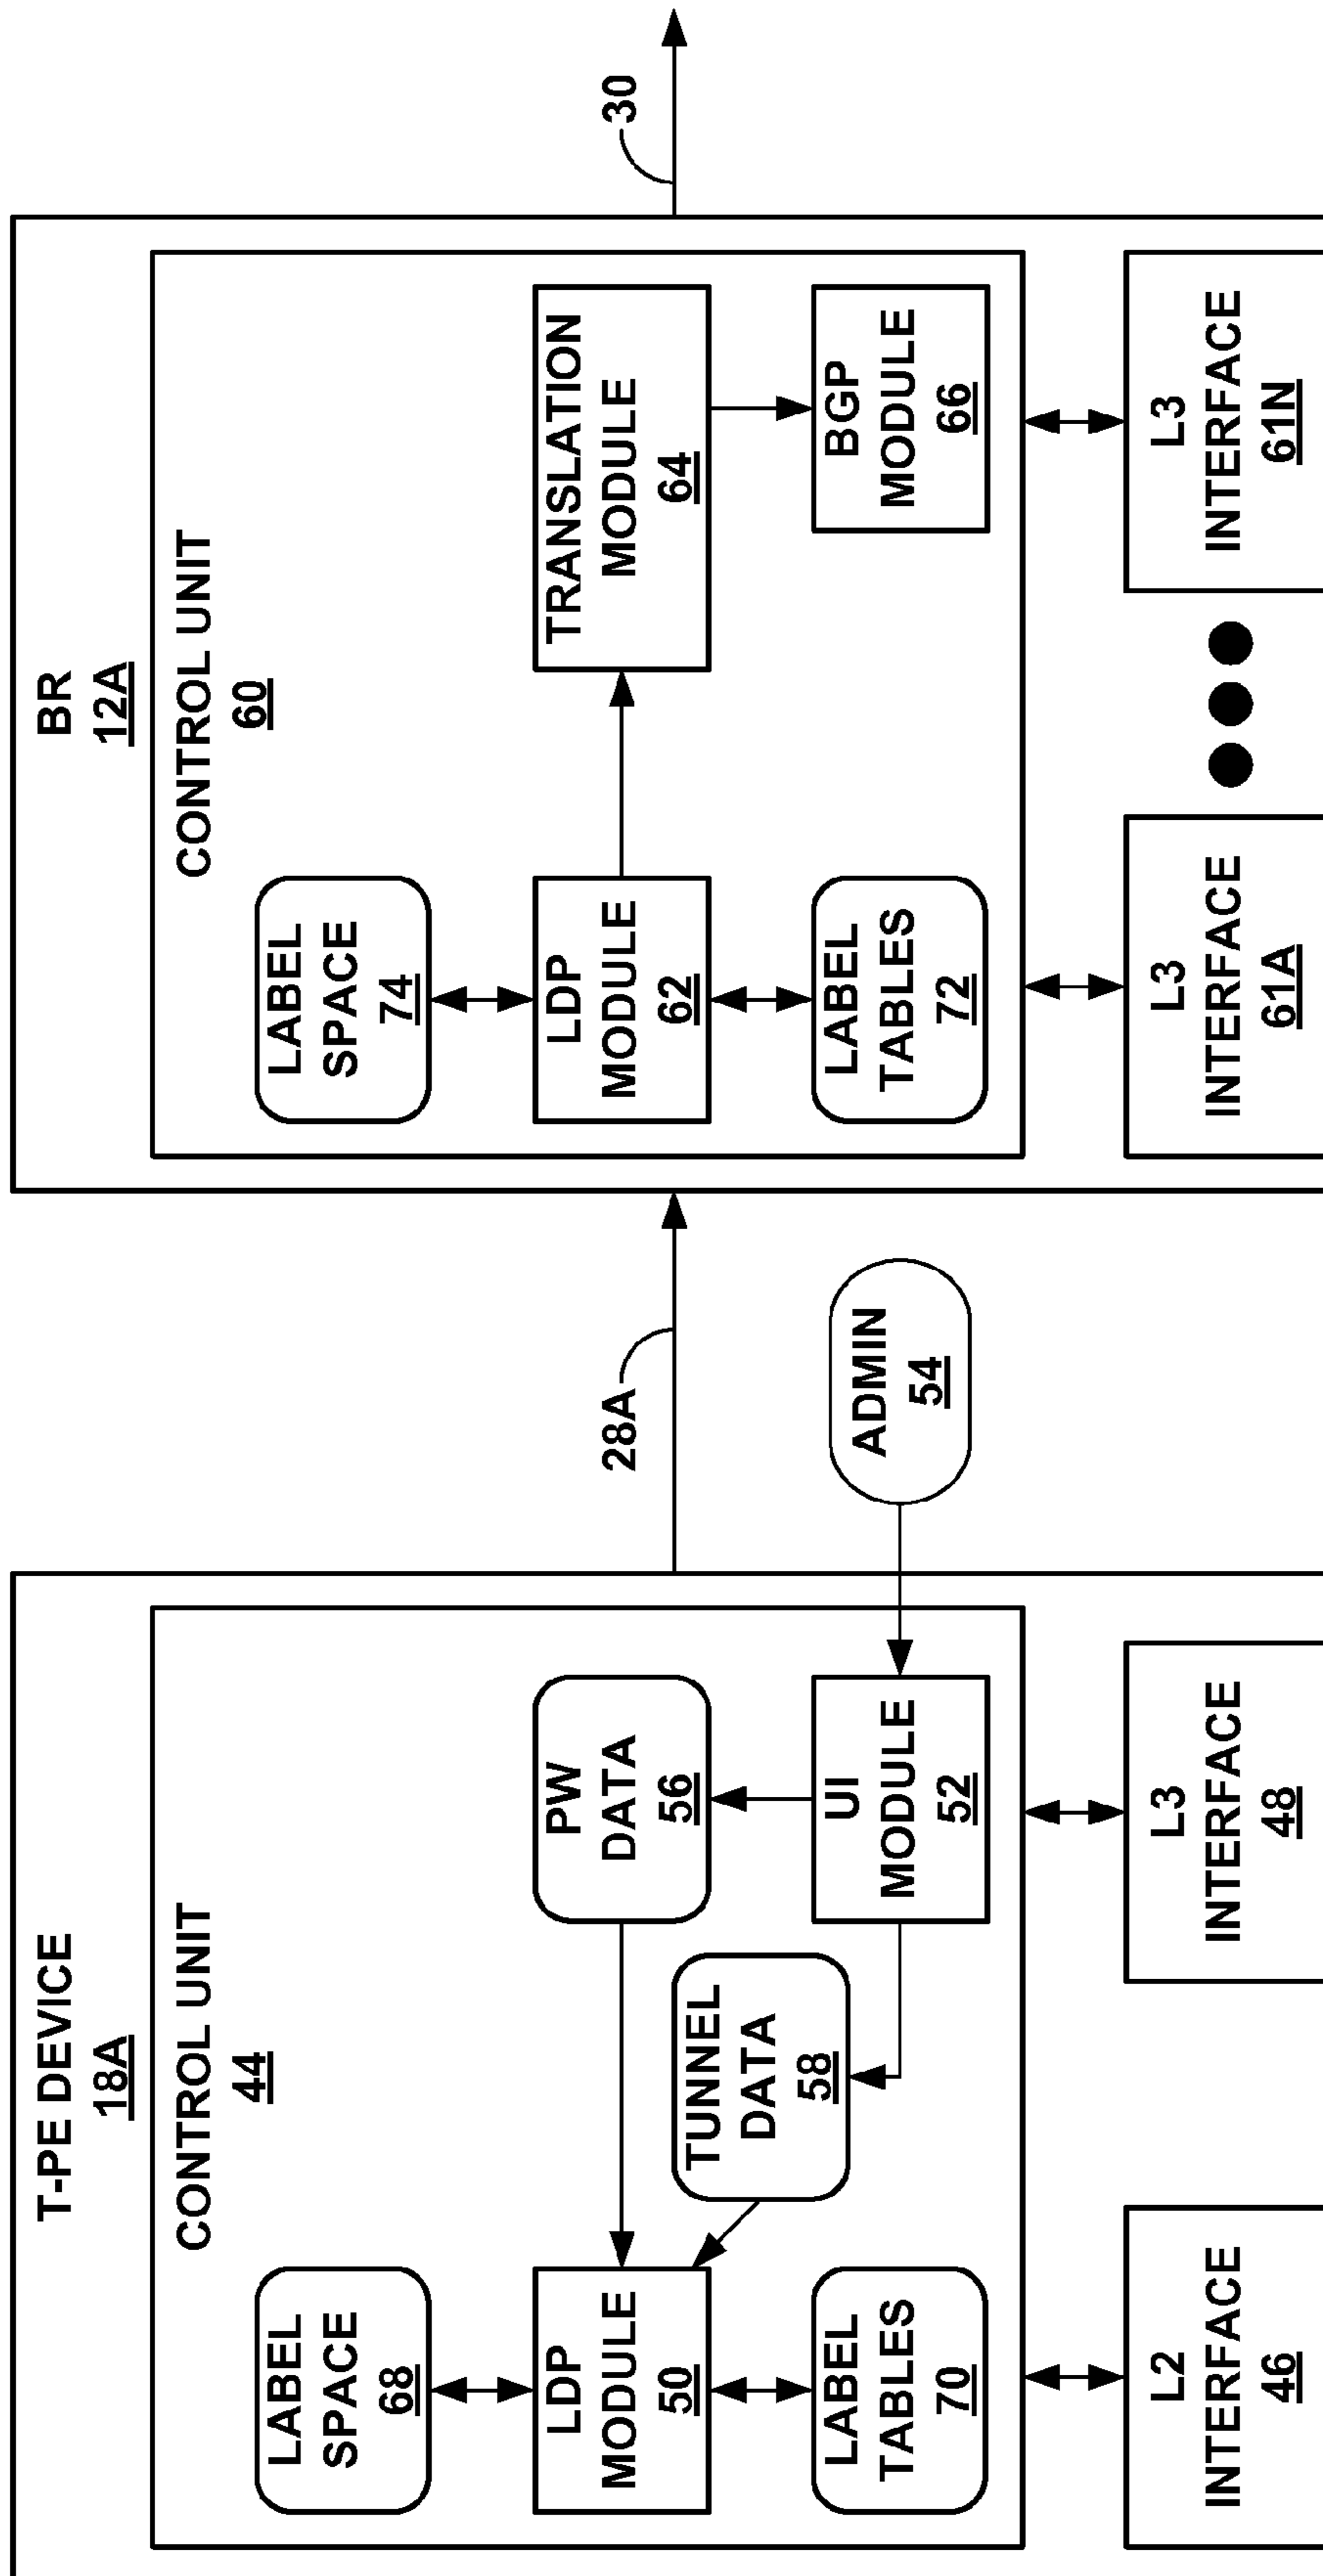 T-PE DEVICE
18A
CONTROL UNIT
44
LABEL
SPACE
68
LDP
MODULE
50
LABEL
TABLES
70
PW
DATA
56
TUNNEL
DATA
58
UI
MODULE
52
L2
INTERFACE
46
L3
INTERFACE
48
28A
ADMIN
54
BR
12A
CONTROL UNIT
60
LABEL
SPACE
74
LDP
MODULE
62
LABEL
TABLES
72
TRANSLATION
MODULE
64
BGP
MODULE
66
L3
INTERFACE
61A
L3
INTERFACE
61N
30